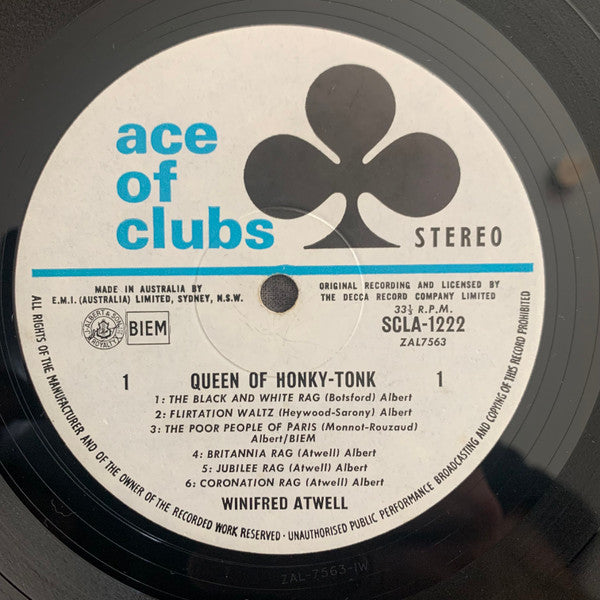 ace
of
clubs
STEREO
MADE IN AUSTRALIA BY
E.M.I. (AUSTRALIA) LIMITED, SYDNEY, N.S.W.
ORIGINAL RECORDING AND LICENSED BY
THE DECCA RECORD COMPANY LIMITED
33⅓ R.P.M.
SCLA-1222
ZAL7563
ALBERT & SON
ROYALTY
BIEM
1 QUEEN OF HONKY-TONK 1
1: THE BLACK AND WHITE RAG (Botsford) Albert
2: FLIRTATION WALTZ (Heywood-Sarony) Albert
3: THE POOR PEOPLE OF PARIS (Monnot-Rouzaud)
Albert/BIEM
4: BRITANNIA RAG (Atwell) Albert
5: JUBILEE RAG (Atwell) Albert
6: CORONATION RAG (Atwell) Albert
WINIFRED ATWELL
ALL RIGHTS OF THE MANUFACTURER AND OF THE OWNER OF THE RECORDED WORK RESERVED · UNAUTHORISED PUBLIC PERFORMANCE BROADCASTING AND COPYING OF THIS RECORD PROHIBITED
ZAL-7563-1W